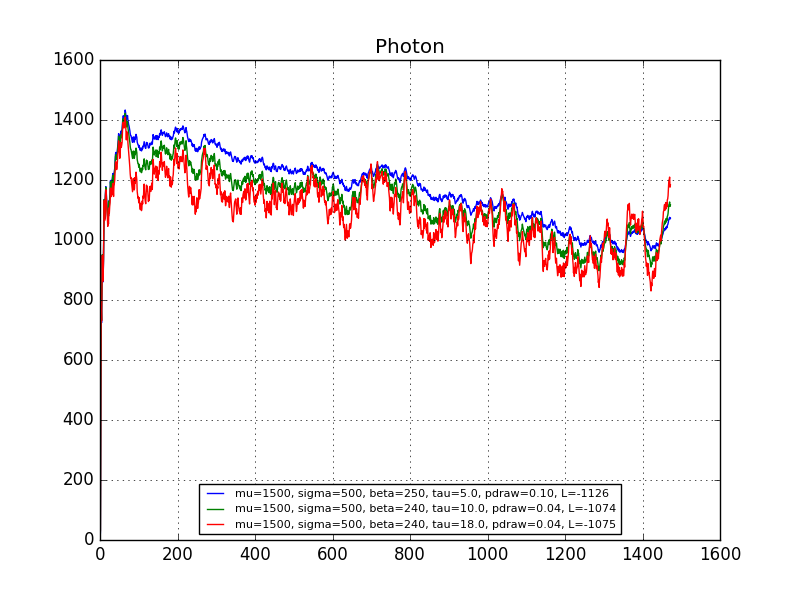 Photon
1600
1400
1200
1000
800
600
400
200
0
mu=1500, sigma=500, beta=250, tau=5.0, pdraw=0.10, L=-1126
mu=1500, sigma=500, beta=240, tau=10.0, pdraw=0.04, L=-1074
mu=1500, sigma=500, beta=240, tau=18.0, pdraw=0.04, L=-1075
0 200 400 600 800 1000 1200 1400 1600